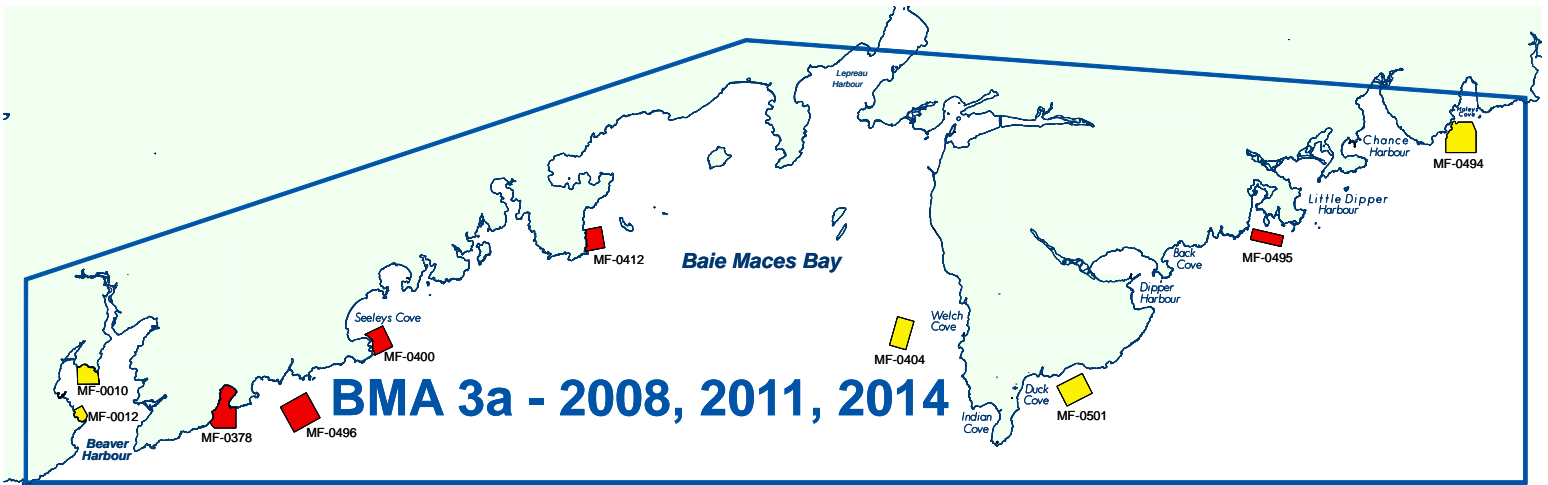 Lepreau
Harbour
Haleys
Cove
Chance
Harbour
MF-0494
Little Dipper
Harbour
MF-0412
Baie Maces Bay
Back
Cove
MF-0495
Dipper
Harbour
Seeleys Cove
Welch
Cove
MF-0400
MF-0404
MF-0010
BMA 3a - 2008, 2011, 2014
MF-0012
Duck
Cove
MF-0501
Indian
Cove
MF-0378
MF-0496
Beaver
Harbour